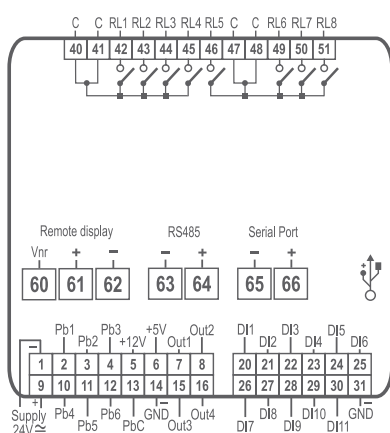 C C RL1 RL2 RL3 RL4 RL5 C C RL6 RL7 RL8
40 41 42 43 44 45 46 47 48 49 50 51
Remote display RS485 Serial Port
Vnr + − − + − +
60 61 62 63 64 65 66
Pb1 Pb3 +5V Out2 DI1 DI3 DI5
Pb2 +12V Out1 DI2 DI4 DI6
−
1 2 3 4 5 6 7 8 20 21 22 23 24 25
9 10 11 12 13 14 15 16 26 27 28 29 30 31
+ − −
Supply Pb4 Pb6 GND Out4 DI8 DI10 GND
24V≂ Pb5 PbC Out3 DI7 DI9 DI11